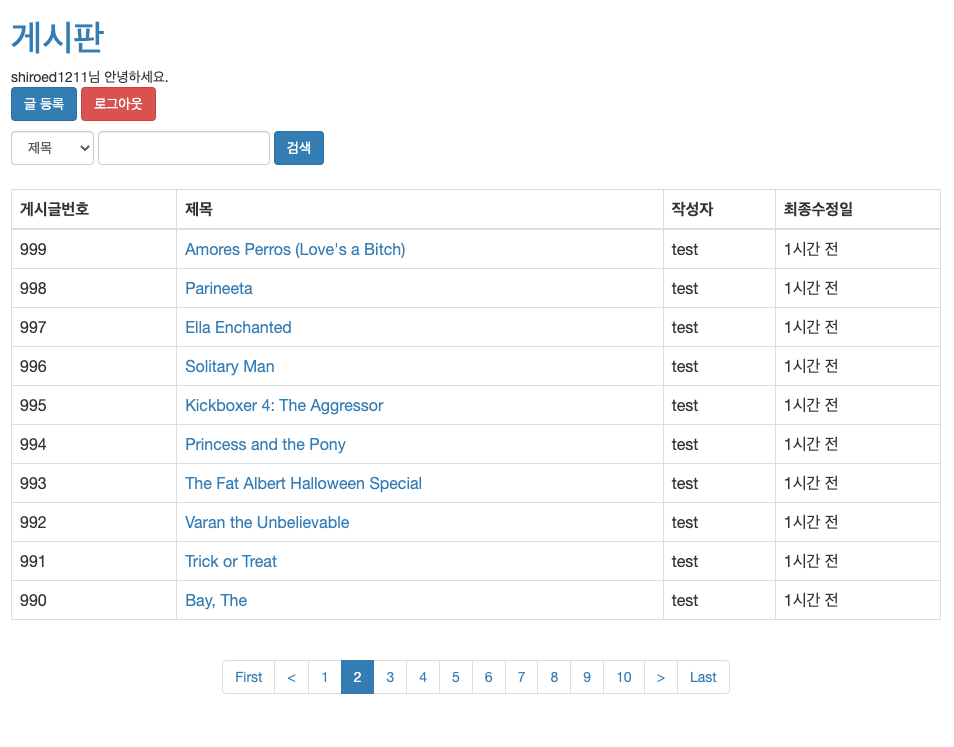 게시판
shiroed1211님 안녕하세요.
글 등록 로그아웃
제목 검색
게시글번호 제목 작성자 최종수정일
999 Amores Perros (Love's a Bitch) test 1시간 전
998 Parineeta test 1시간 전
997 Ella Enchanted test 1시간 전
996 Solitary Man test 1시간 전
995 Kickboxer 4: The Aggressor test 1시간 전
994 Princess and the Pony test 1시간 전
993 The Fat Albert Halloween Special test 1시간 전
992 Varan the Unbelievable test 1시간 전
991 Trick or Treat test 1시간 전
990 Bay, The test 1시간 전
First < 1 2 3 4 5 6 7 8 9 10 > Last